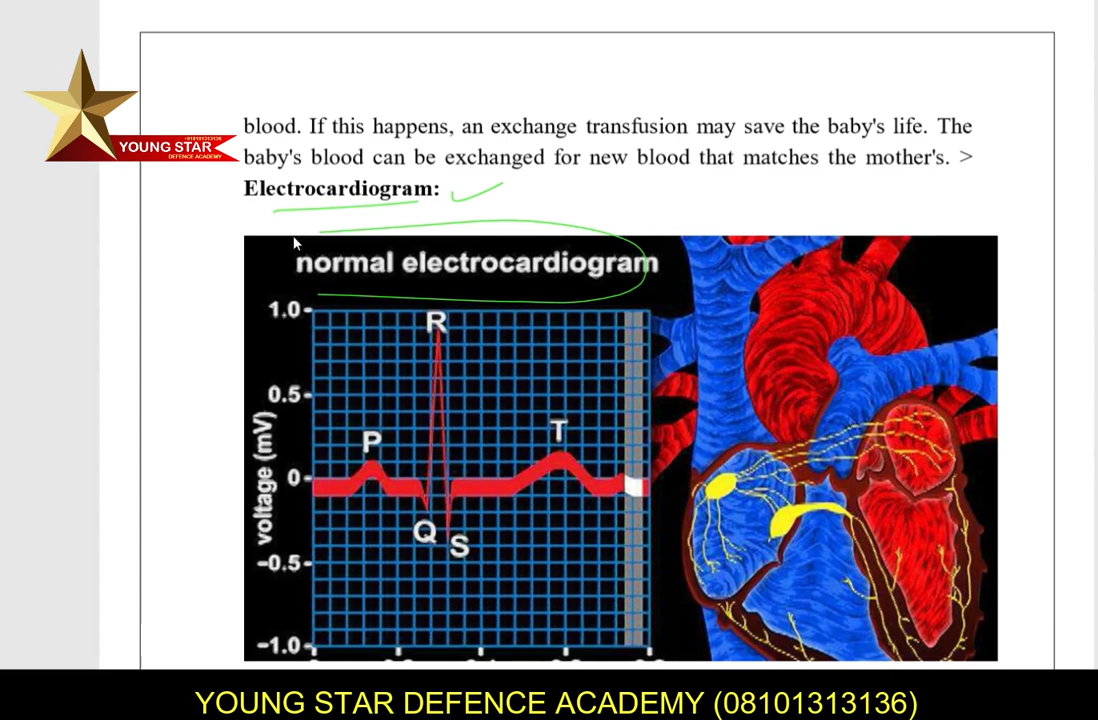 blood. If this happens, an exchange transfusion may save the baby's life. The
+918101313136
YOUNG STAR
DEFENCE ACADEMY
baby's blood can be exchanged for new blood that matches the mother's. >
Electrocardiogram:
normal electrocardiogram
1.0
R
0.5
P
T
voltage (mV)
0
Q
S
-0.5
-1.0
YOUNG STAR DEFENCE ACADEMY (08101313136)